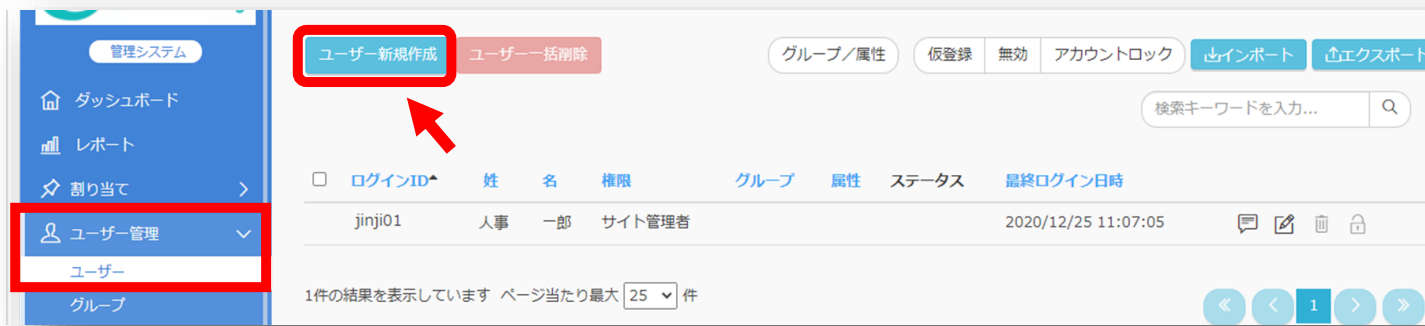 管理システム
ダッシュボード
レポート
割り当て
ユーザー管理
ユーザー
グループ
ユーザー新規作成 ユーザー一括削除 グループ／属性 仮登録 無効 アカウントロック インポート エクスポート
検索キーワードを入力...
ログインID 姓 名 権限 グループ 属性 ステータス 最終ログイン日時
jinji01 人事 一郎 サイト管理者 2020/12/25 11:07:05
1件の結果を表示しています ページ当たり最大 25 件
« < 1 > »